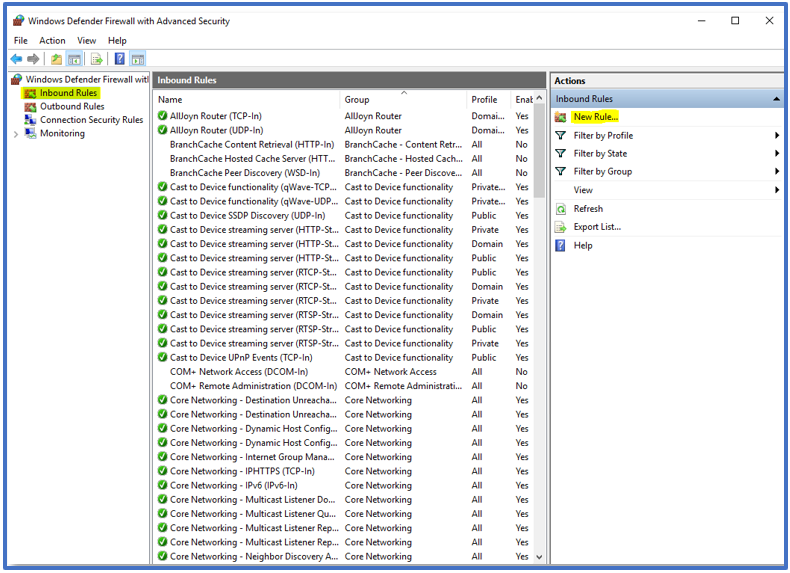 Windows Defender Firewall with Advanced Security
File Action View Help
Windows Defender Firewall wit
Inbound Rules
Outbound Rules
Connection Security Rules
Monitoring
Inbound Rules
Name Group Profile Enab
AllJoyn Router (TCP-In) AllJoyn Router Domai... Yes
AllJoyn Router (UDP-In) AllJoyn Router Domai... Yes
BranchCache Content Retrieval (HTTP-In) BranchCache - Content Retr... All No
BranchCache Hosted Cache Server (HTT... BranchCache - Hosted Cach... All No
BranchCache Peer Discovery (WSD-In) BranchCache - Peer Discove... All No
Cast to Device functionality (qWave-TCP... Cast to Device functionality Private... Yes
Cast to Device functionality (qWave-UDP... Cast to Device functionality Private... Yes
Cast to Device SSDP Discovery (UDP-In) Cast to Device functionality Public Yes
Cast to Device streaming server (HTTP-St... Cast to Device functionality Private Yes
Cast to Device streaming server (HTTP-St... Cast to Device functionality Domain Yes
Cast to Device streaming server (HTTP-St... Cast to Device functionality Public Yes
Cast to Device streaming server (RTCP-St... Cast to Device functionality Public Yes
Cast to Device streaming server (RTCP-St... Cast to Device functionality Domain Yes
Cast to Device streaming server (RTCP-St... Cast to Device functionality Private Yes
Cast to Device streaming server (RTSP-Str... Cast to Device functionality Domain Yes
Cast to Device streaming server (RTSP-Str... Cast to Device functionality Public Yes
Cast to Device streaming server (RTSP-Str... Cast to Device functionality Private Yes
Cast to Device UPnP Events (TCP-In) Cast to Device functionality Public Yes
COM+ Network Access (DCOM-In) COM+ Network Access All No
COM+ Remote Administration (DCOM-In) COM+ Remote Administrati... All No
Core Networking - Destination Unreacha... Core Networking All Yes
Core Networking - Destination Unreacha... Core Networking All Yes
Core Networking - Dynamic Host Config... Core Networking All Yes
Core Networking - Dynamic Host Config... Core Networking All Yes
Core Networking - Internet Group Mana... Core Networking All Yes
Core Networking - IPHTTPS (TCP-In) Core Networking All Yes
Core Networking - IPv6 (IPv6-In) Core Networking All Yes
Core Networking - Multicast Listener Do... Core Networking All Yes
Core Networking - Multicast Listener Qu... Core Networking All Yes
Core Networking - Multicast Listener Rep... Core Networking All Yes
Core Networking - Multicast Listener Rep... Core Networking All Yes
Core Networking - Neighbor Discovery A... Core Networking All Yes
Actions
Inbound Rules
New Rule...
Filter by Profile
Filter by State
Filter by Group
View
Refresh
Export List...
Help